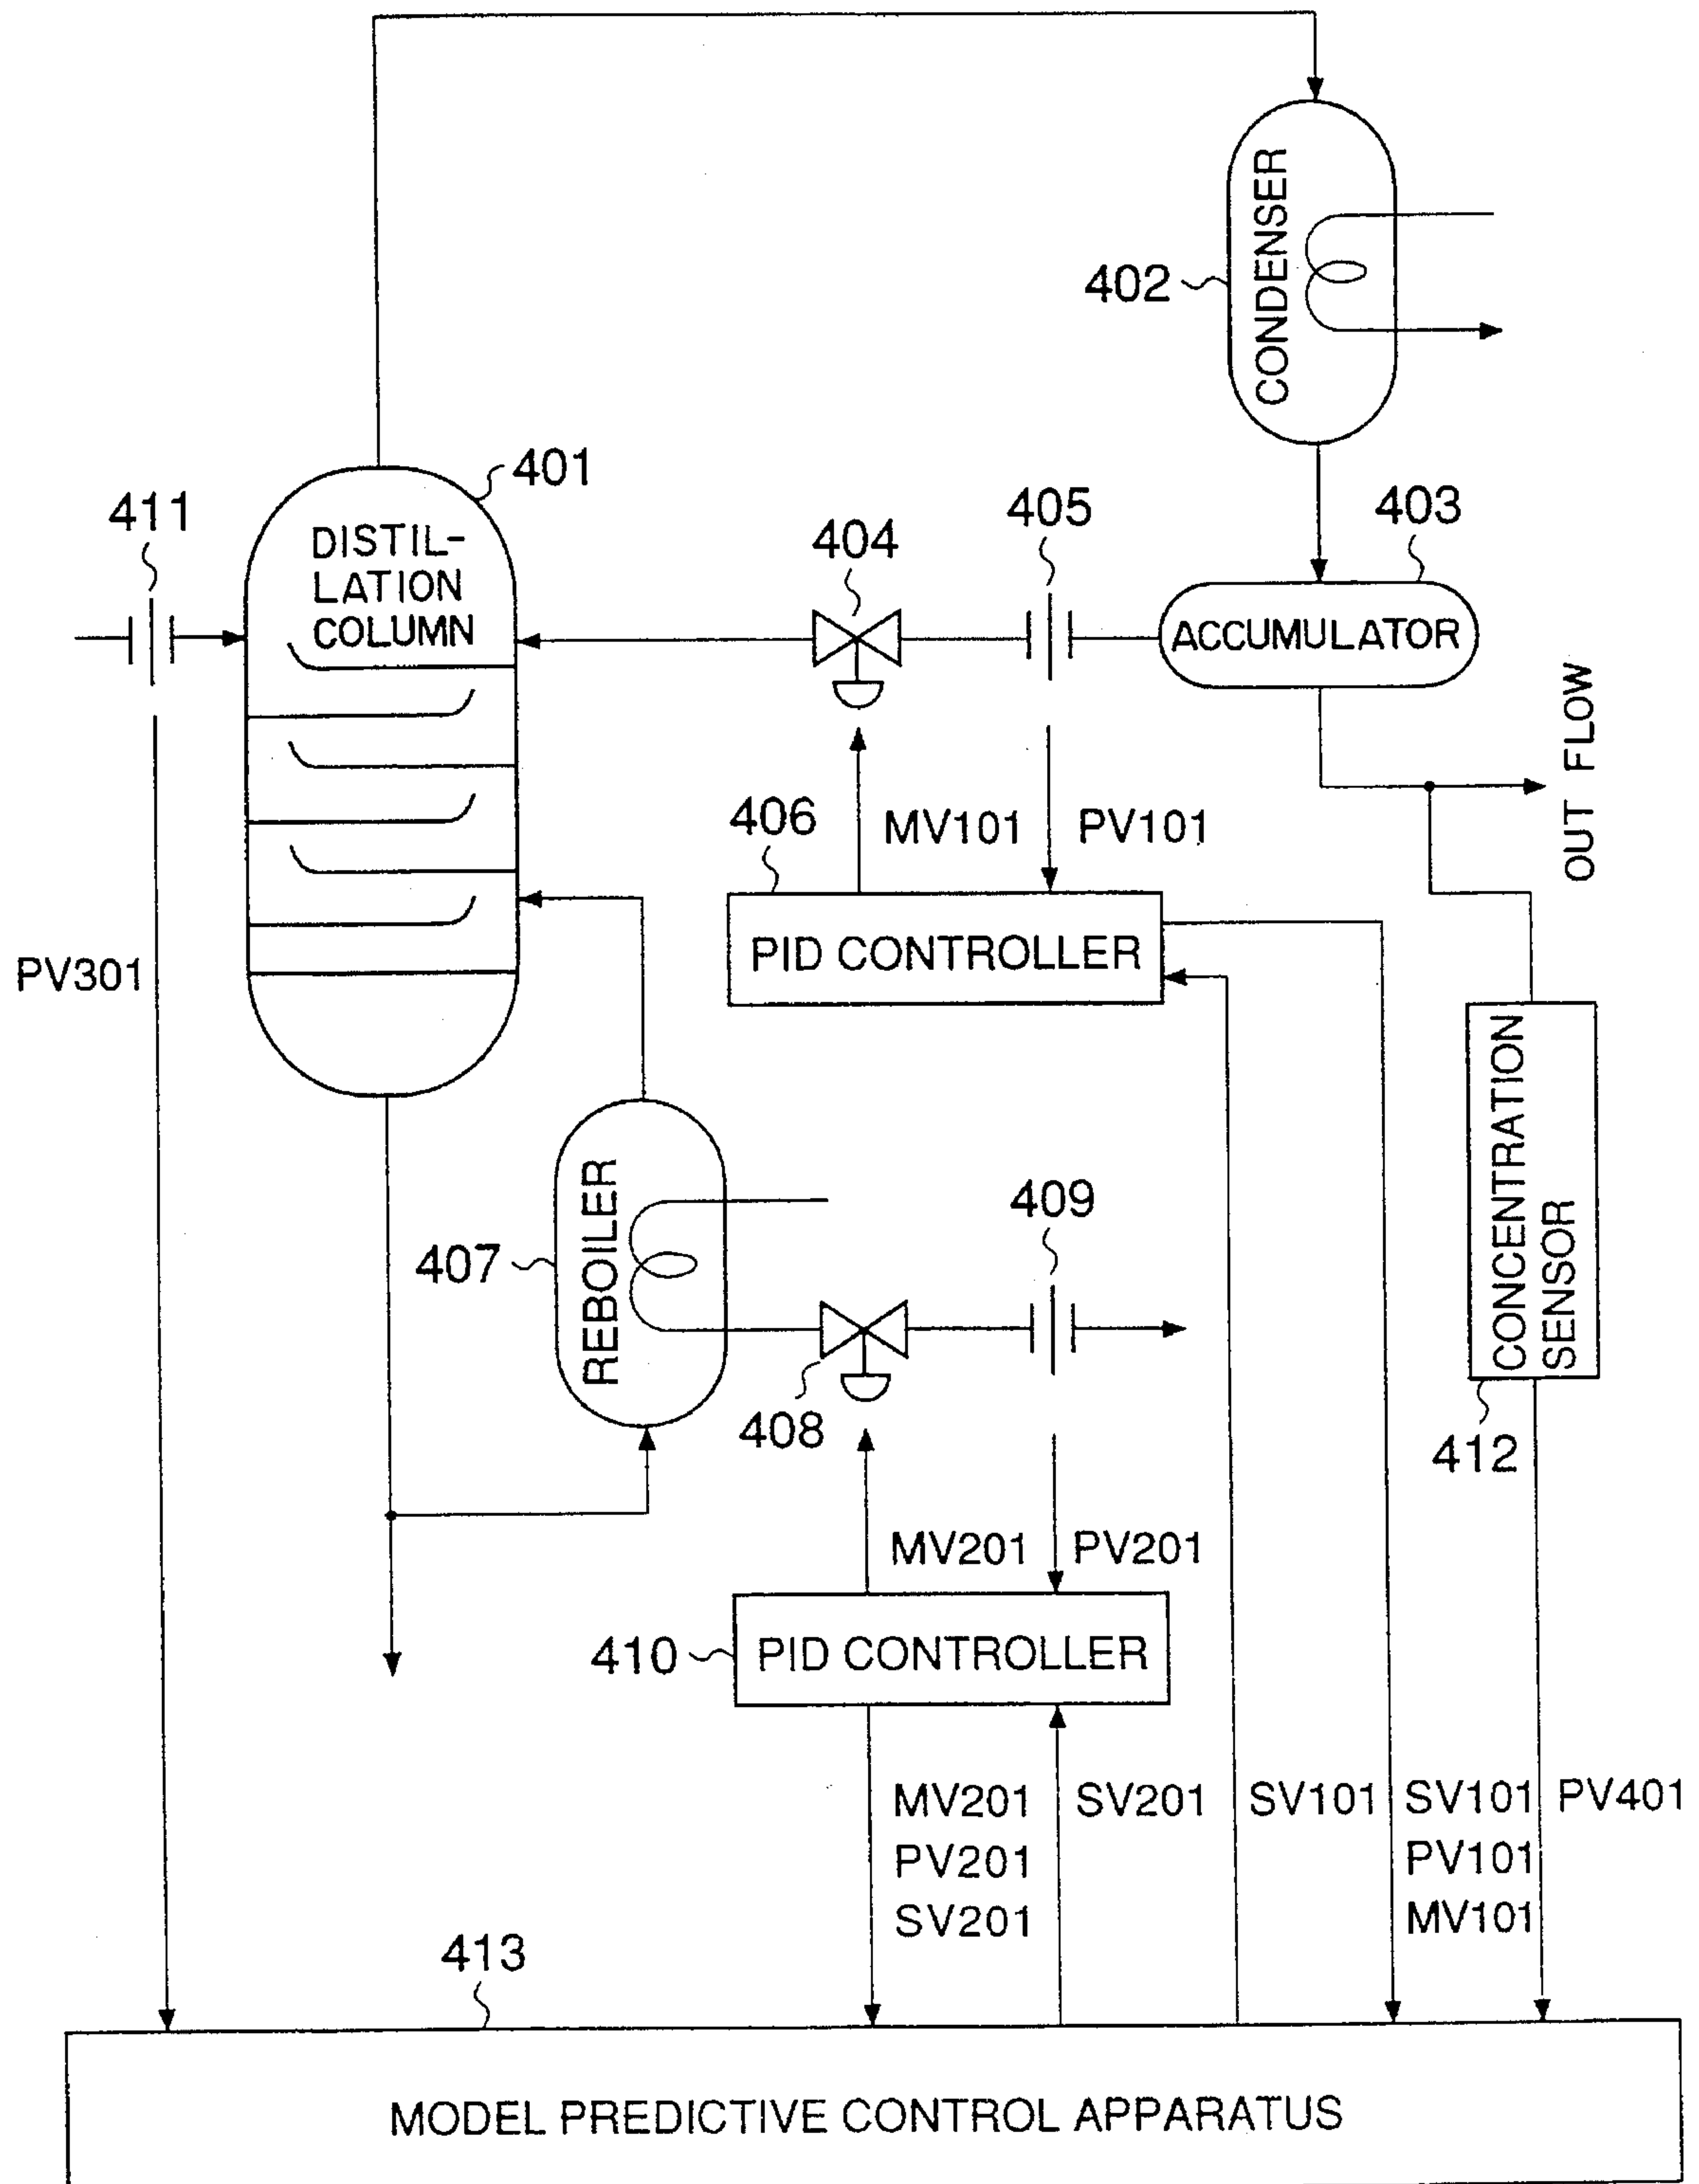 CONDENSER
402
401
411
405
403
404
DISTIL-
LATION
COLUMN
ACCUMULATOR
OUT FLOW
406
MV101
PV101
PID CONTROLLER
PV301
CONCENTRATION
SENSOR
REBOILER
409
407
408
412
MV201
PV201
410
PID CONTROLLER
MV201
PV201
SV201
SV201
SV101
SV101
PV101
MV101
PV401
413
MODEL PREDICTIVE CONTROL APPARATUS